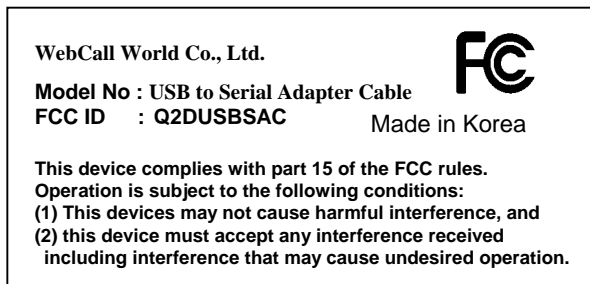 WebCall World Co., Ltd.
FCC
Model No : USB to Serial Adapter Cable
FCC ID : Q2DUSBSAC
Made in Korea
This device complies with part 15 of the FCC rules.
Operation is subject to the following conditions:
(1) This devices may not cause harmful interference, and
(2) this device must accept any interference received
including interference that may cause undesired operation.